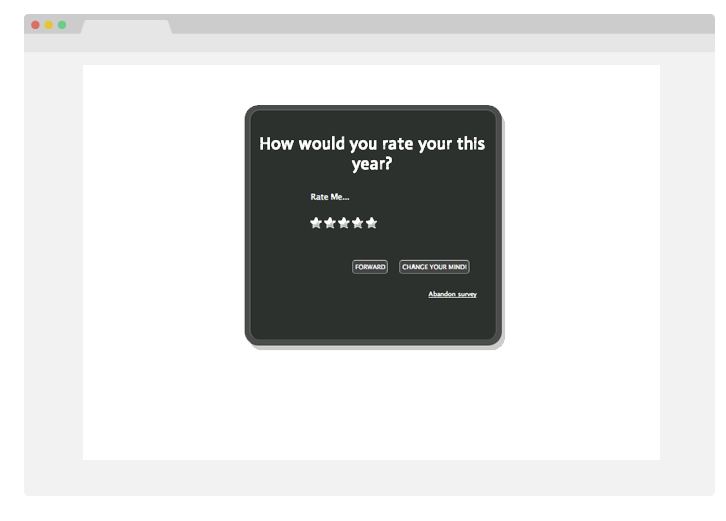 How would you rate your this
year?
Rate Me...
FORWARD CHANGE YOUR MIND!
Abandon survey